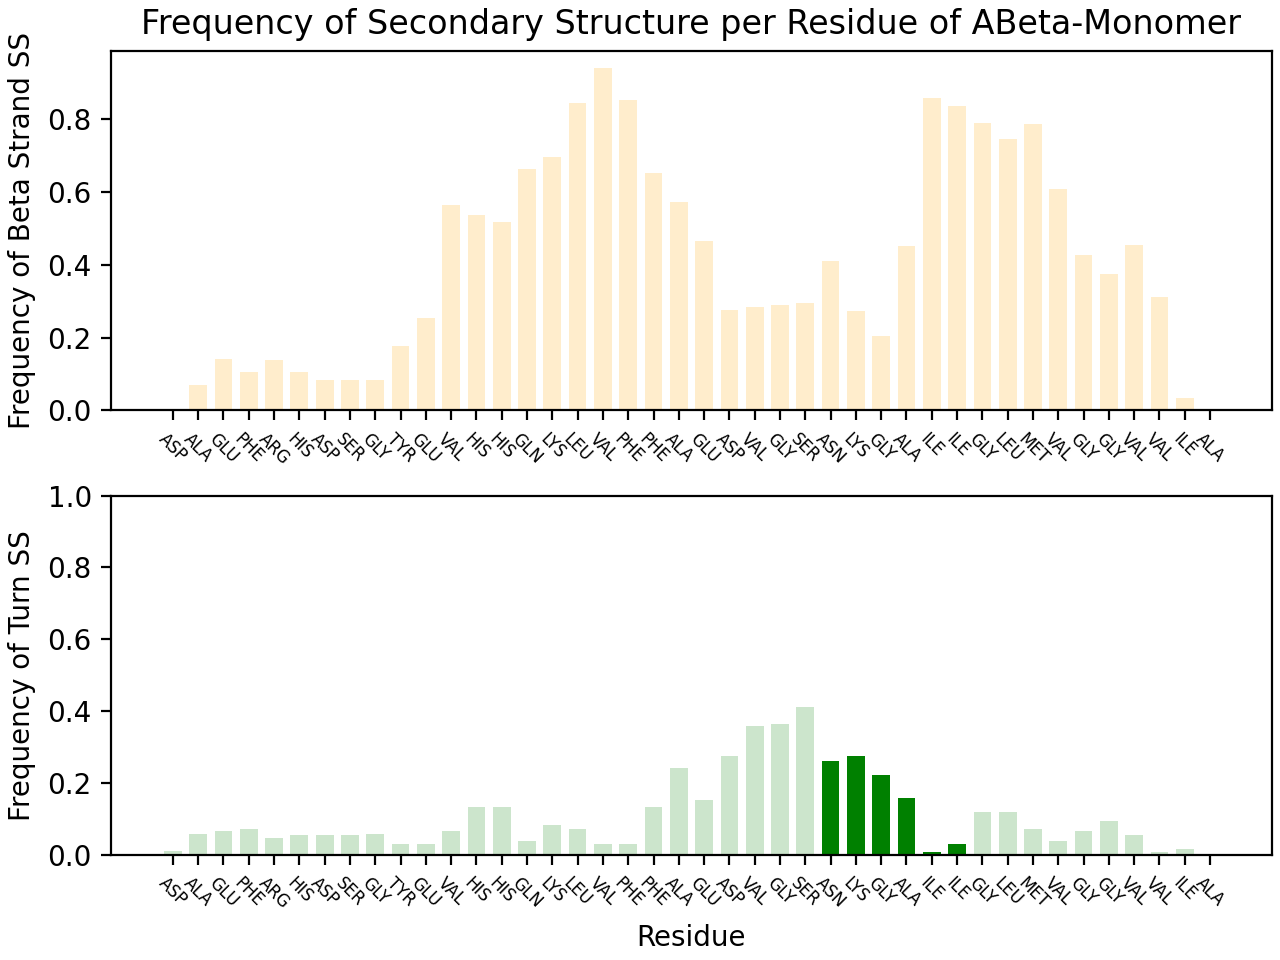 Frequency of Secondary Structure per Residue of ABeta-Monomer
Frequency of Beta Strand SS
0.8
0.6
0.4
0.2
0.0
ASP ALA GLU PHE ARG HIS ASP SER GLY TYR GLU VAL HIS HIS GLN LYS LEU VAL PHE PHE ALA GLU ASP VAL GLY SER ASN LYS GLY ALA ILE ILE GLY LEU MET VAL GLY GLY VAL VAL ILE ALA
Frequency of Turn SS
1.0
0.8
0.6
0.4
0.2
0.0
ASP ALA GLU PHE ARG HIS ASP SER GLY TYR GLU VAL HIS HIS GLN LYS LEU VAL PHE PHE ALA GLU ASP VAL GLY SER ASN LYS GLY ALA ILE ILE GLY LEU MET VAL GLY GLY VAL VAL ILE ALA
Residue